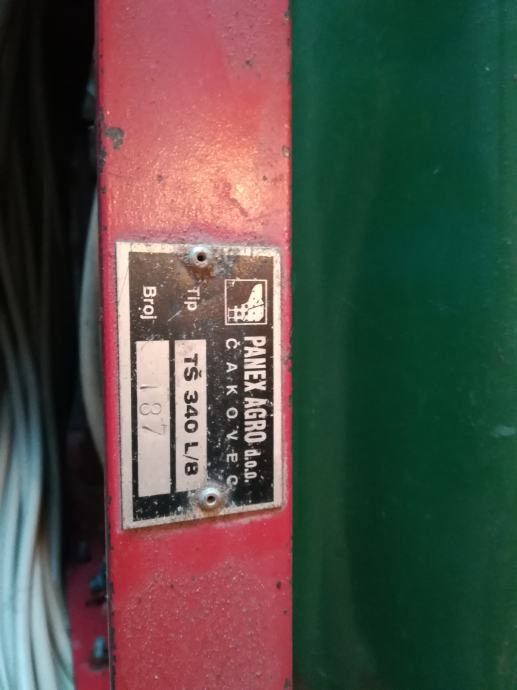 PANEX-AGRO d.o.o.
ČAKOVEC
Tip TŠ 340 L/8
Broj 187